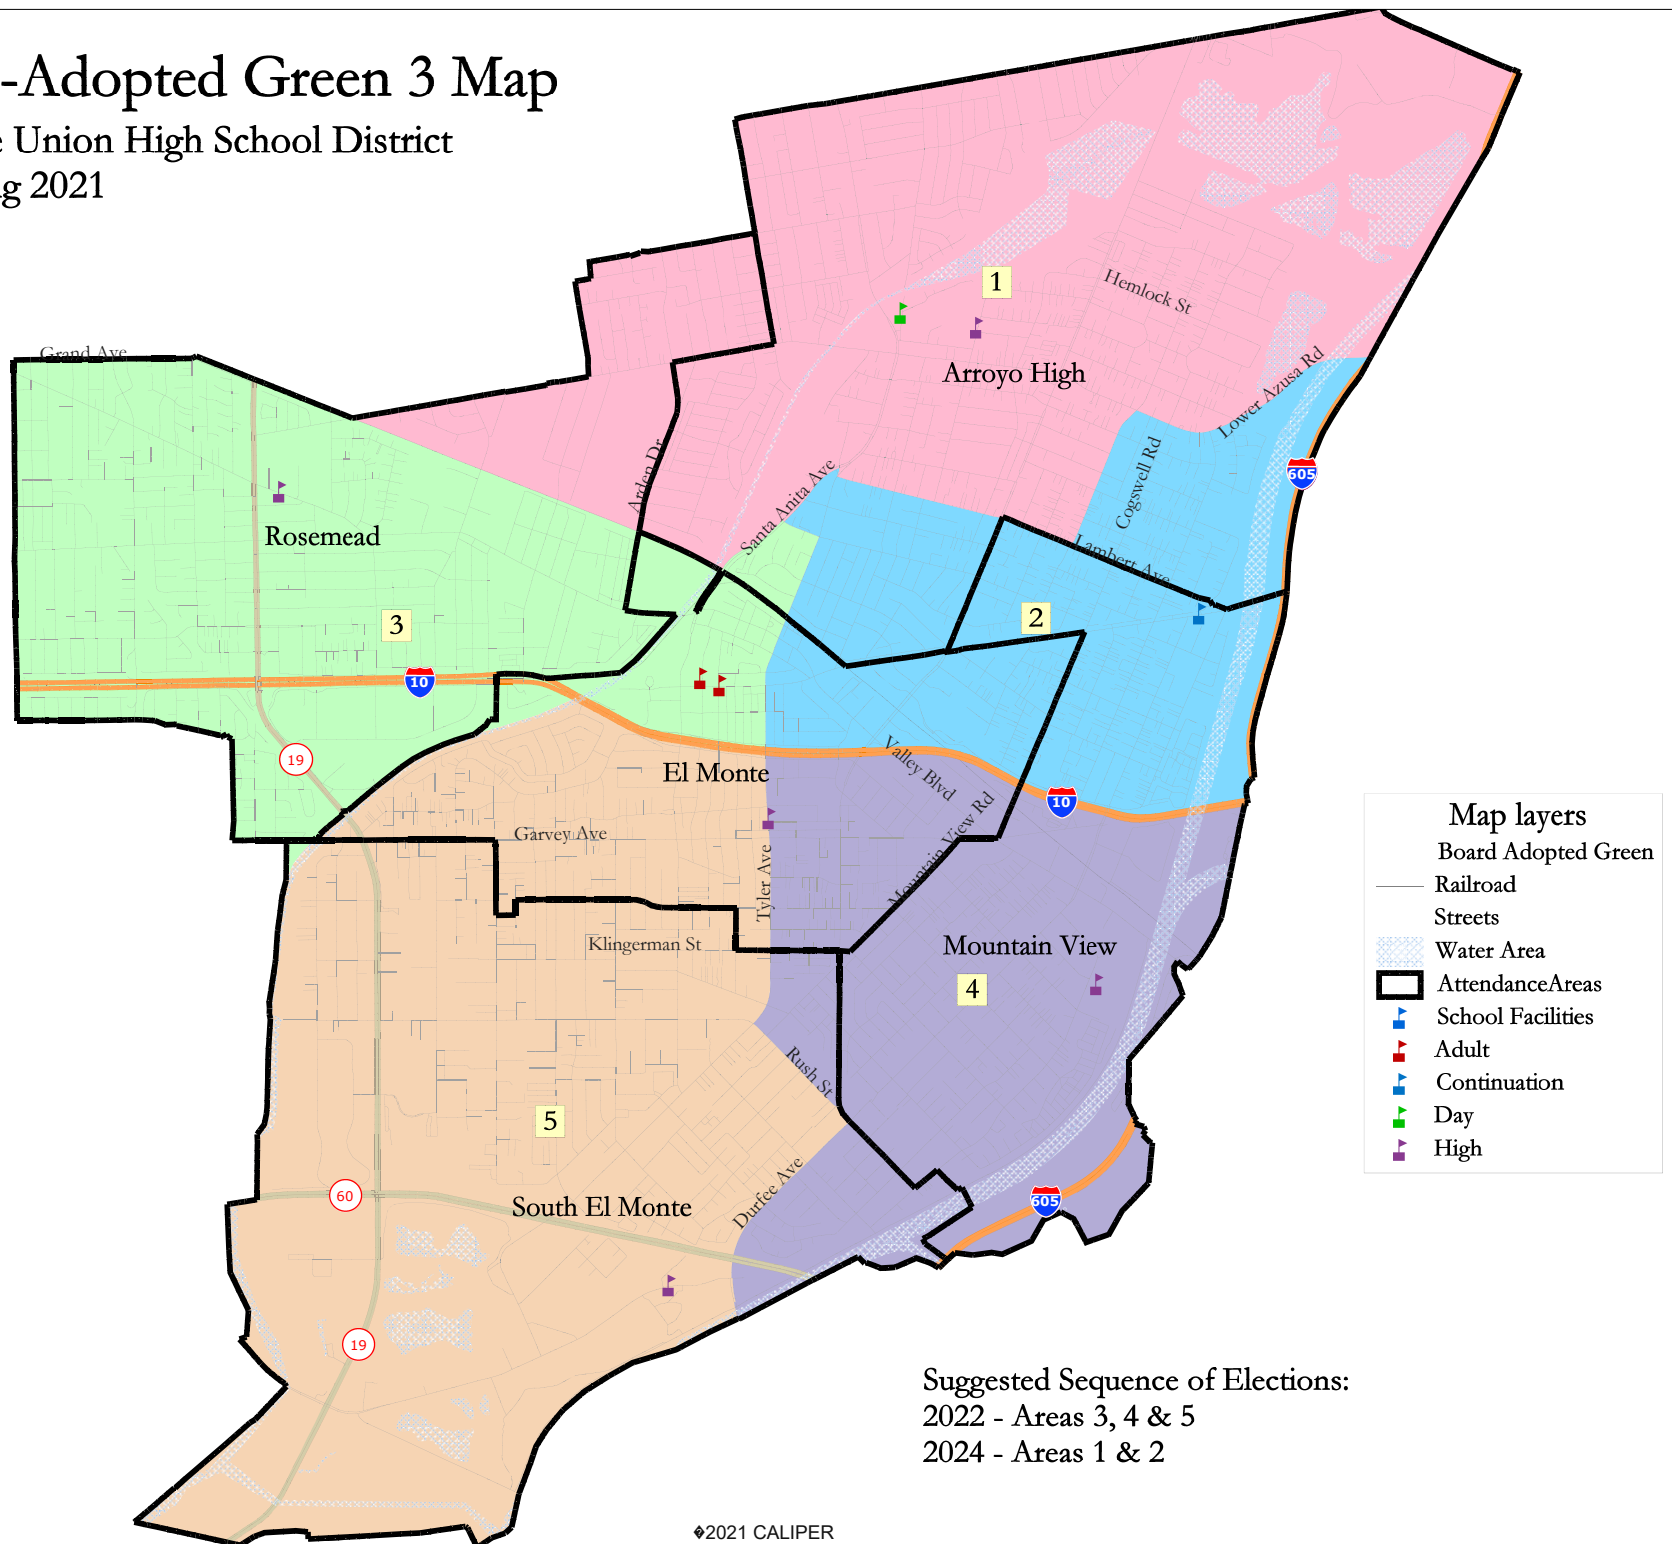 -Adopted Green 3 Map
e Union High School District
g 2021
1
Hemlock St
Arroyo High
Grand Ave
Lower Azusa Rd
Arden Dr
Santa Anita Ave
Cogswell Rd
605
Rosemead
Lambert Ave
3
2
10
19
El Monte
Valley Blvd
10
Garvey Ave
Mountain View Rd
Tyler Ave
Klingerman St
Mountain View
4
Rush St
5
60
South El Monte
Durfee Ave
605
19
Map layers
Board Adopted Green
Railroad
Streets
Water Area
AttendanceAreas
School Facilities
Adult
Continuation
Day
High
Suggested Sequence of Elections:
2022 - Areas 3, 4 & 5
2024 - Areas 1 & 2
�2021 CALIPER